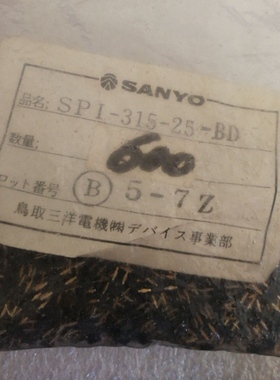 SANYO
品名; SPI-315-25-BD
数量; 600
ロット番号 Ⓑ 5-7Z
鳥取三洋電機㈱デバイス事業部